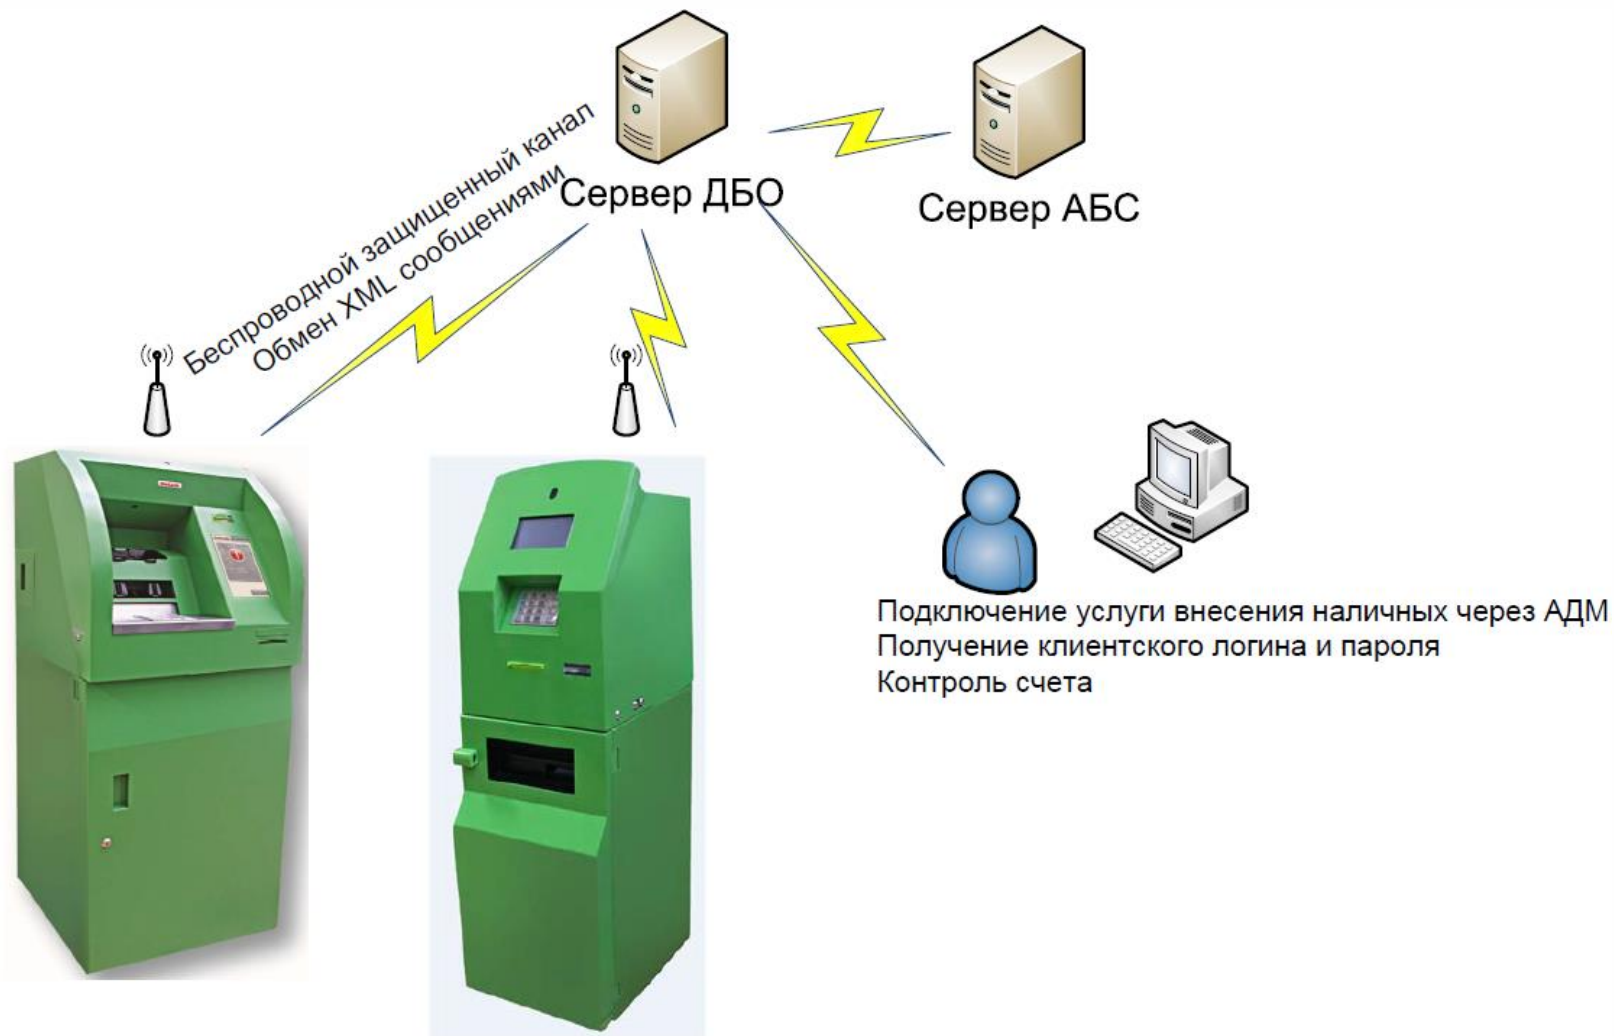 Беспроводной защищенный канал
Обмен XML сообщениями
Сервер ДБО
Сервер АБС
Подключение услуги внесения наличных через АДМ
Получение клиентского логина и пароля
Контроль счета